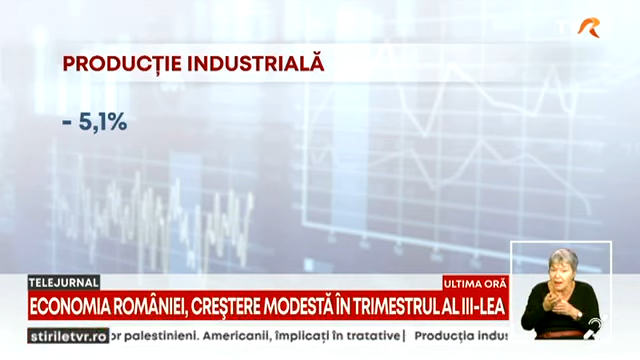 PRODUCȚIE INDUSTRIALĂ
- 5,1%
TELEJURNAL
ULTIMA ORĂ
ECONOMIA ROMÂNIEI, CREŞTERE MODESTĂ ÎN TRIMESTRUL AL III-LEA
stiriletvr.ro or palestinieni. Americanii, implicați în tratative | Producția indus